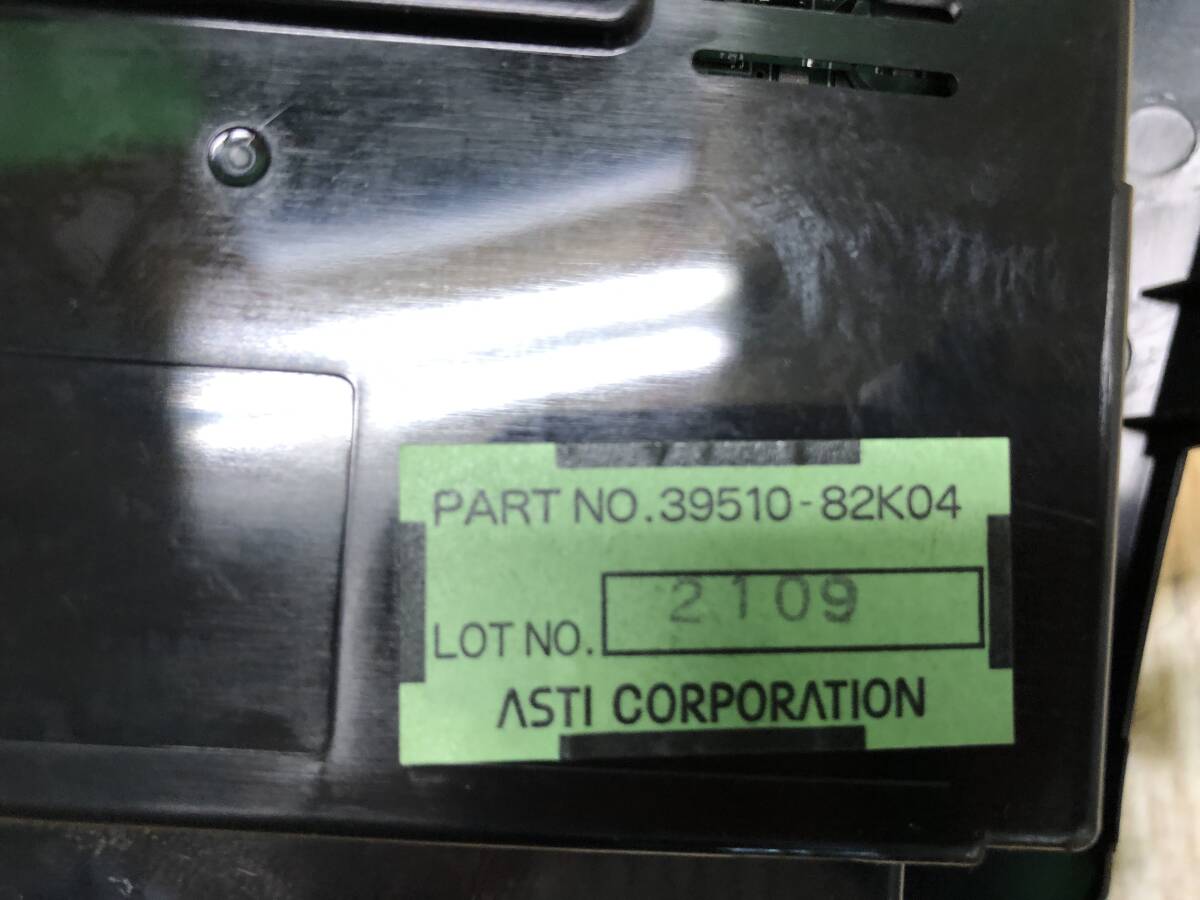 PART NO.39510-82K04
LOT NO. 2109
ASTI CORPORATION